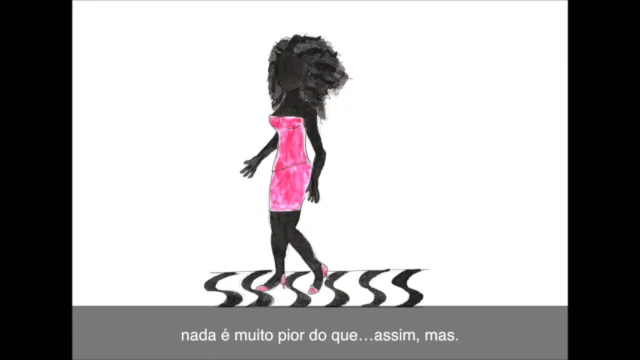 nada é muito pior do que…assim, mas.